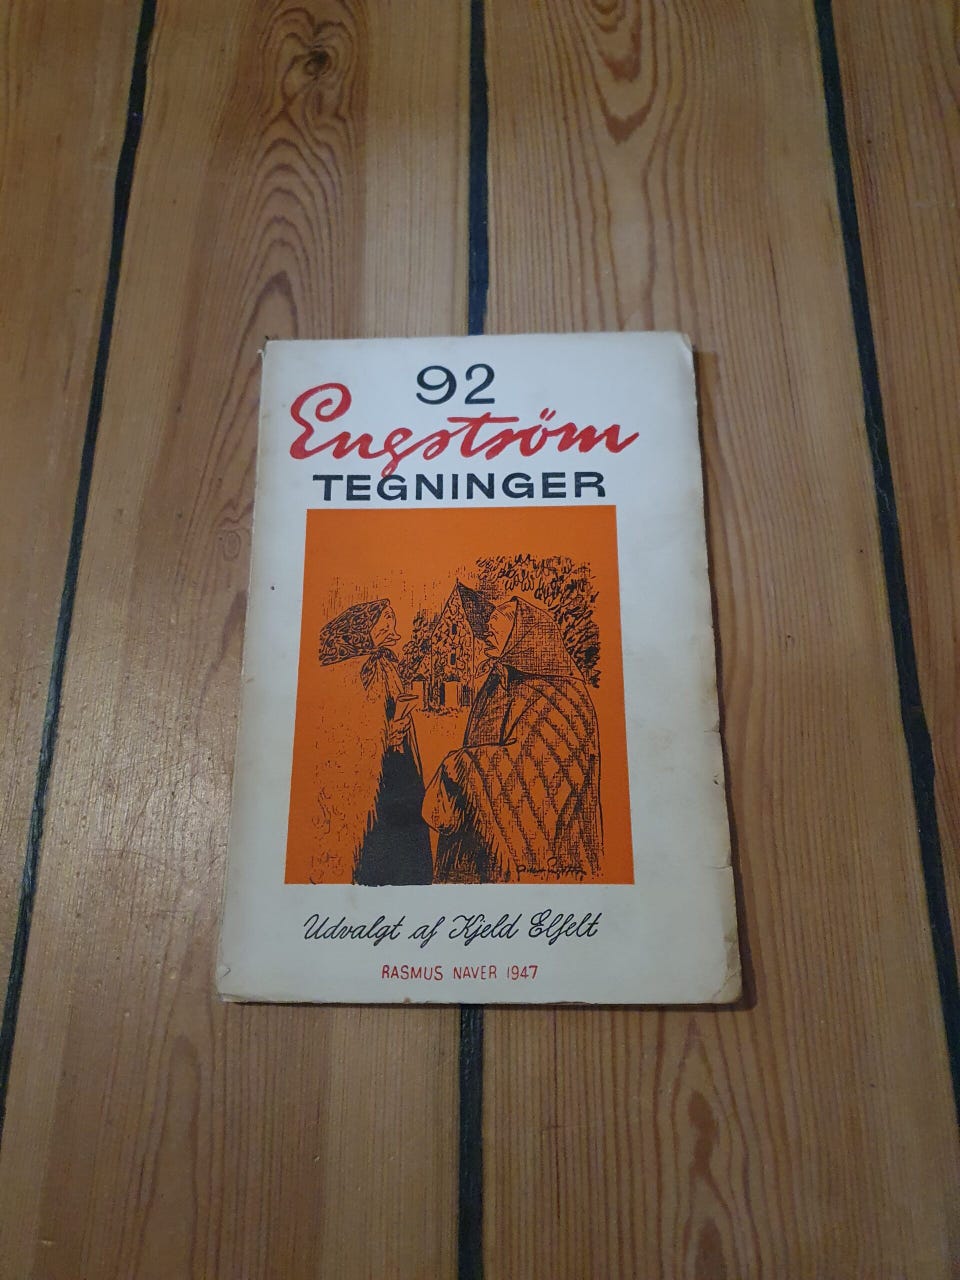 92
Engström
TEGNINGER
Udvalgt af Kjeld Elfelt
RASMUS NAVER 1947